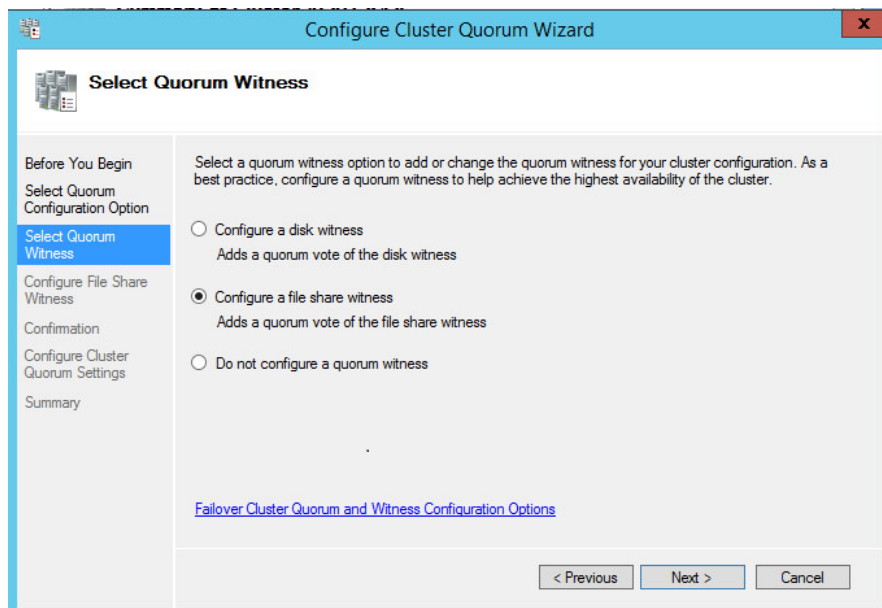 Configure Cluster Quorum Wizard
x
Select Quorum Witness
Before You Begin
Select Quorum
Configuration Option
Select Quorum
Witness
Configure File Share
Witness
Confirmation
Configure Cluster
Quorum Settings
Summary
Select a quorum witness option to add or change the quorum witness for your cluster configuration. As a
best practice, configure a quorum witness to help achieve the highest availability of the cluster.
Configure a disk witness
Adds a quorum vote of the disk witness
Configure a file share witness
Adds a quorum vote of the file share witness
Do not configure a quorum witness
Failover Cluster Quorum and Witness Configuration Options
< Previous
Next >
Cancel